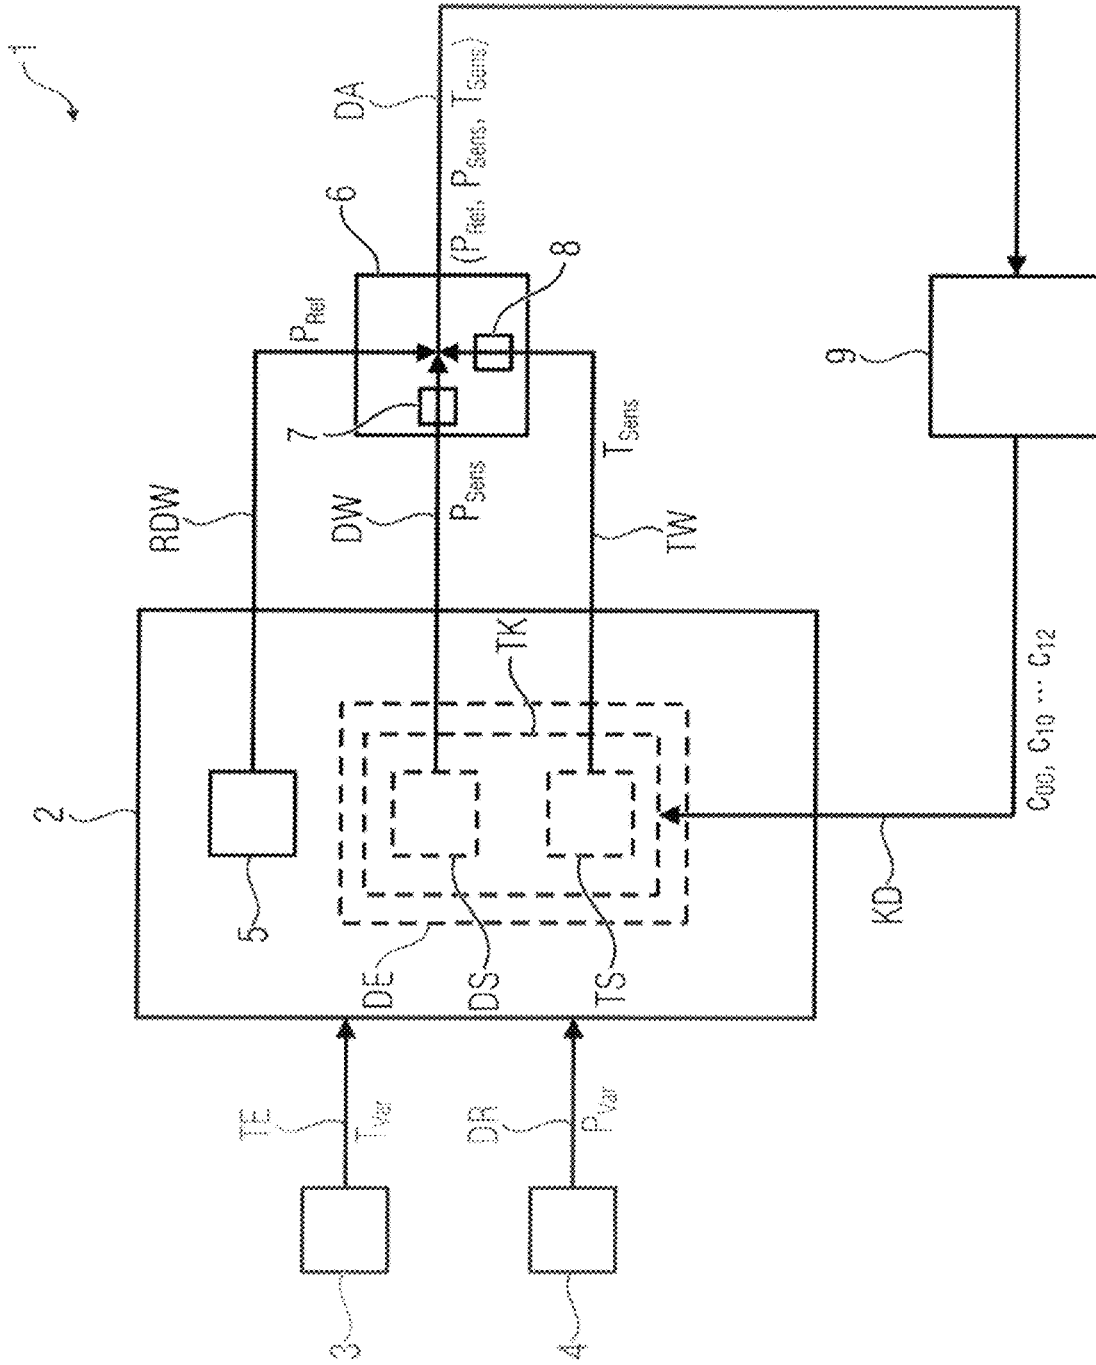 1
2
3
4
5
6
7
8
9
TE
T_Var
DR
P_Var
DE
DS
TS
TK
RDW
P_Ref
DW
P_Sens
TW
T_Sens
DA
(P_Ref, P_Sens, T_Sens)
KD
C_00, C_10 ... C_12